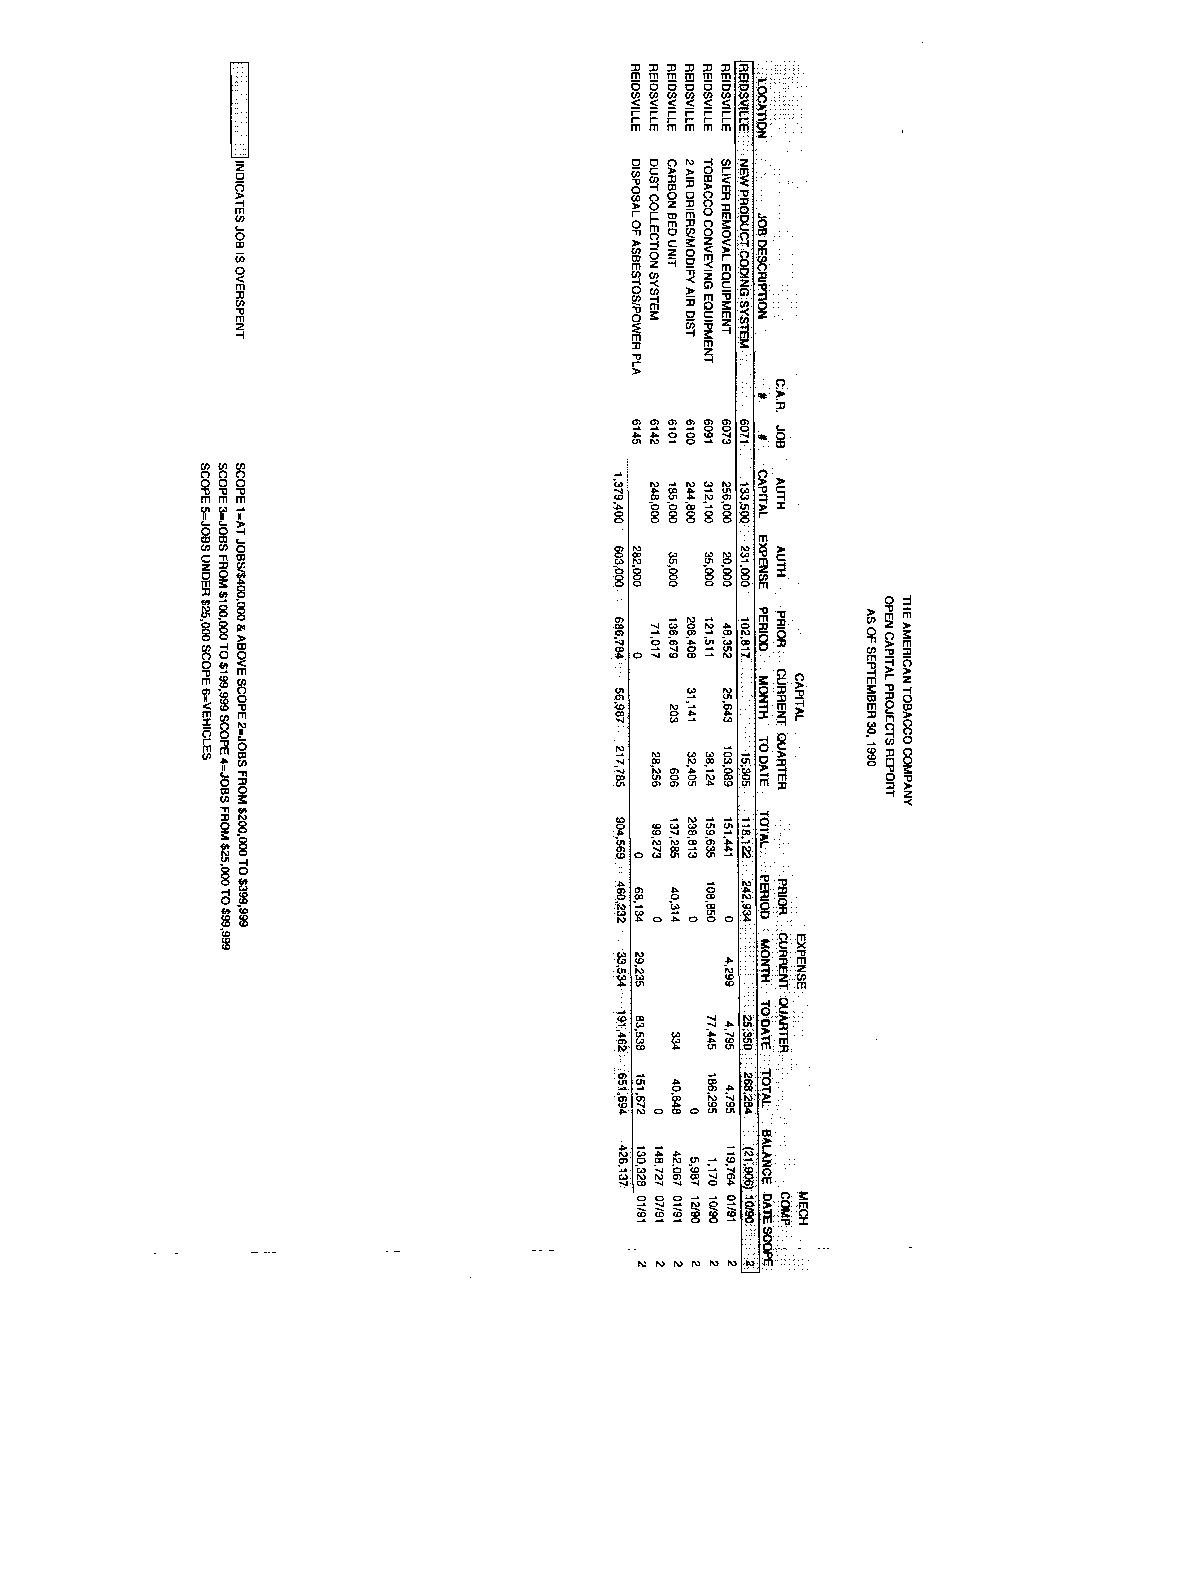 THE AMERICAN TOBACCO COMPANY
OPEN CAPITAL PROJECTS REPORT
AS OF SEPTEMBER 30, 1990
CAPITAL EXPENSE MECH
C.A.R. JOB AUTH AUTH PRIOR CURRENT QUARTER PRIOR CURRENT QUARTER COMP
LOCATION JOB DESCRIPTION # # CAPITAL EXPENSE PERIOD MONTH TO DATE TOTAL PERIOD MONTH TO DATE TOTAL BALANCE DATE SCOPE
REIDSVILLE NEW PRODUCT CODING SYSTEM 6071 133,500 231,000 102,817 15,305 118,122 242,934 25,350 268,284 (21,906) 10/90 2
REIDSVILLE SLIVER REMOVAL EQUIPMENT 6073 256,000 20,000 48,352 25,643 103,089 151,441 0 4,299 4,795 4,795 119,764 01/91 2
REIDSVILLE TOBACCO CONVEYING EQUIPMENT 6091 312,100 35,000 121,511 38,124 159,635 108,850 77,445 186,295 1,170 10/90 2
REIDSVILLE 2 AIR DRIERS/MODIFY AIR DIST 6100 244,800 206,408 31,141 32,405 238,813 0 0 5,987 12/90 2
REIDSVILLE CARBON BED UNIT 6101 185,000 35,000 136,679 203 606 137,285 40,314 334 40,648 42,067 01/91 2
REIDSVILLE DUST COLLECTION SYSTEM 6142 248,000 71,017 28,256 99,273 0 0 148,727 07/91 2
REIDSVILLE DISPOSAL OF ASBESTOS/POWER PLA 6145 282,000 0 0 68,134 29,235 83,538 151,672 130,328 01/91 2
1,379,400 603,000 686,784 56,987 217,785 904,569 460,232 33,534 191,462 651,694 426,137
INDICATES JOB IS OVERSPENT
SCOPE 1=AT JOBS/$400,000 & ABOVE SCOPE 2=JOBS FROM $200,000 TO $399,999
SCOPE 3=JOBS FROM $100,000 TO $199,999 SCOPE 4=JOBS FROM $25,000 TO $99,999
SCOPE 5=JOBS UNDER $25,000 SCOPE 6=VEHICLES